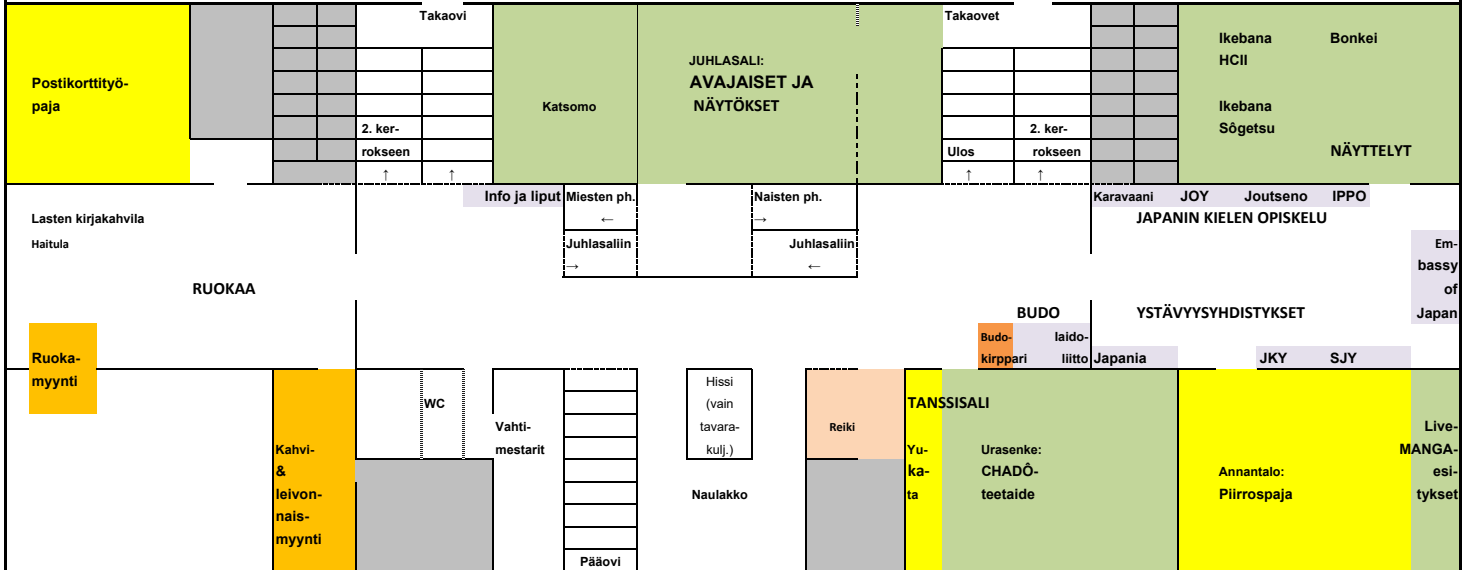 Takaovi
Takaovet
Postikorttityö-
paja
2. ker-
rokseen
↑
↑
Katsomo
JUHLASALI:
AVAJAISET JA
NÄYTÖKSET
Ulos
↑
2. ker-
rokseen
↑
Ikebana
HCII
Bonkei
Ikebana
Sôgetsu
NÄYTTELYT
Info ja liput
Miesten ph.
←
Naisten ph.
→
Juhlasaliin
→
Juhlasaliin
←
Karavaani JOY Joutseno IPPO
JAPANIN KIELEN OPISKELU
Lasten kirjakahvila
Haitula
RUOKAA
Em-
bassy
of
Japan
BUDO
YSTÄVYYSYHDISTYKSET
Budo-
kirppari
Iaido-
liitto
Japania
JKY SJY
Ruoka-
myynti
Kahvi-
&
leivon-
nais-
myynti
WC
Vahti-
mestarit
Pääovi
Hissi
(vain
tavara-
kulj.)
Naulakko
Reiki
TANSSISALI
Yu-
ka-
ta
Urasenke:
CHADÔ-
teetaide
Annantalo:
Piirrospaja
Live-
MANGA-
esi-
tykset